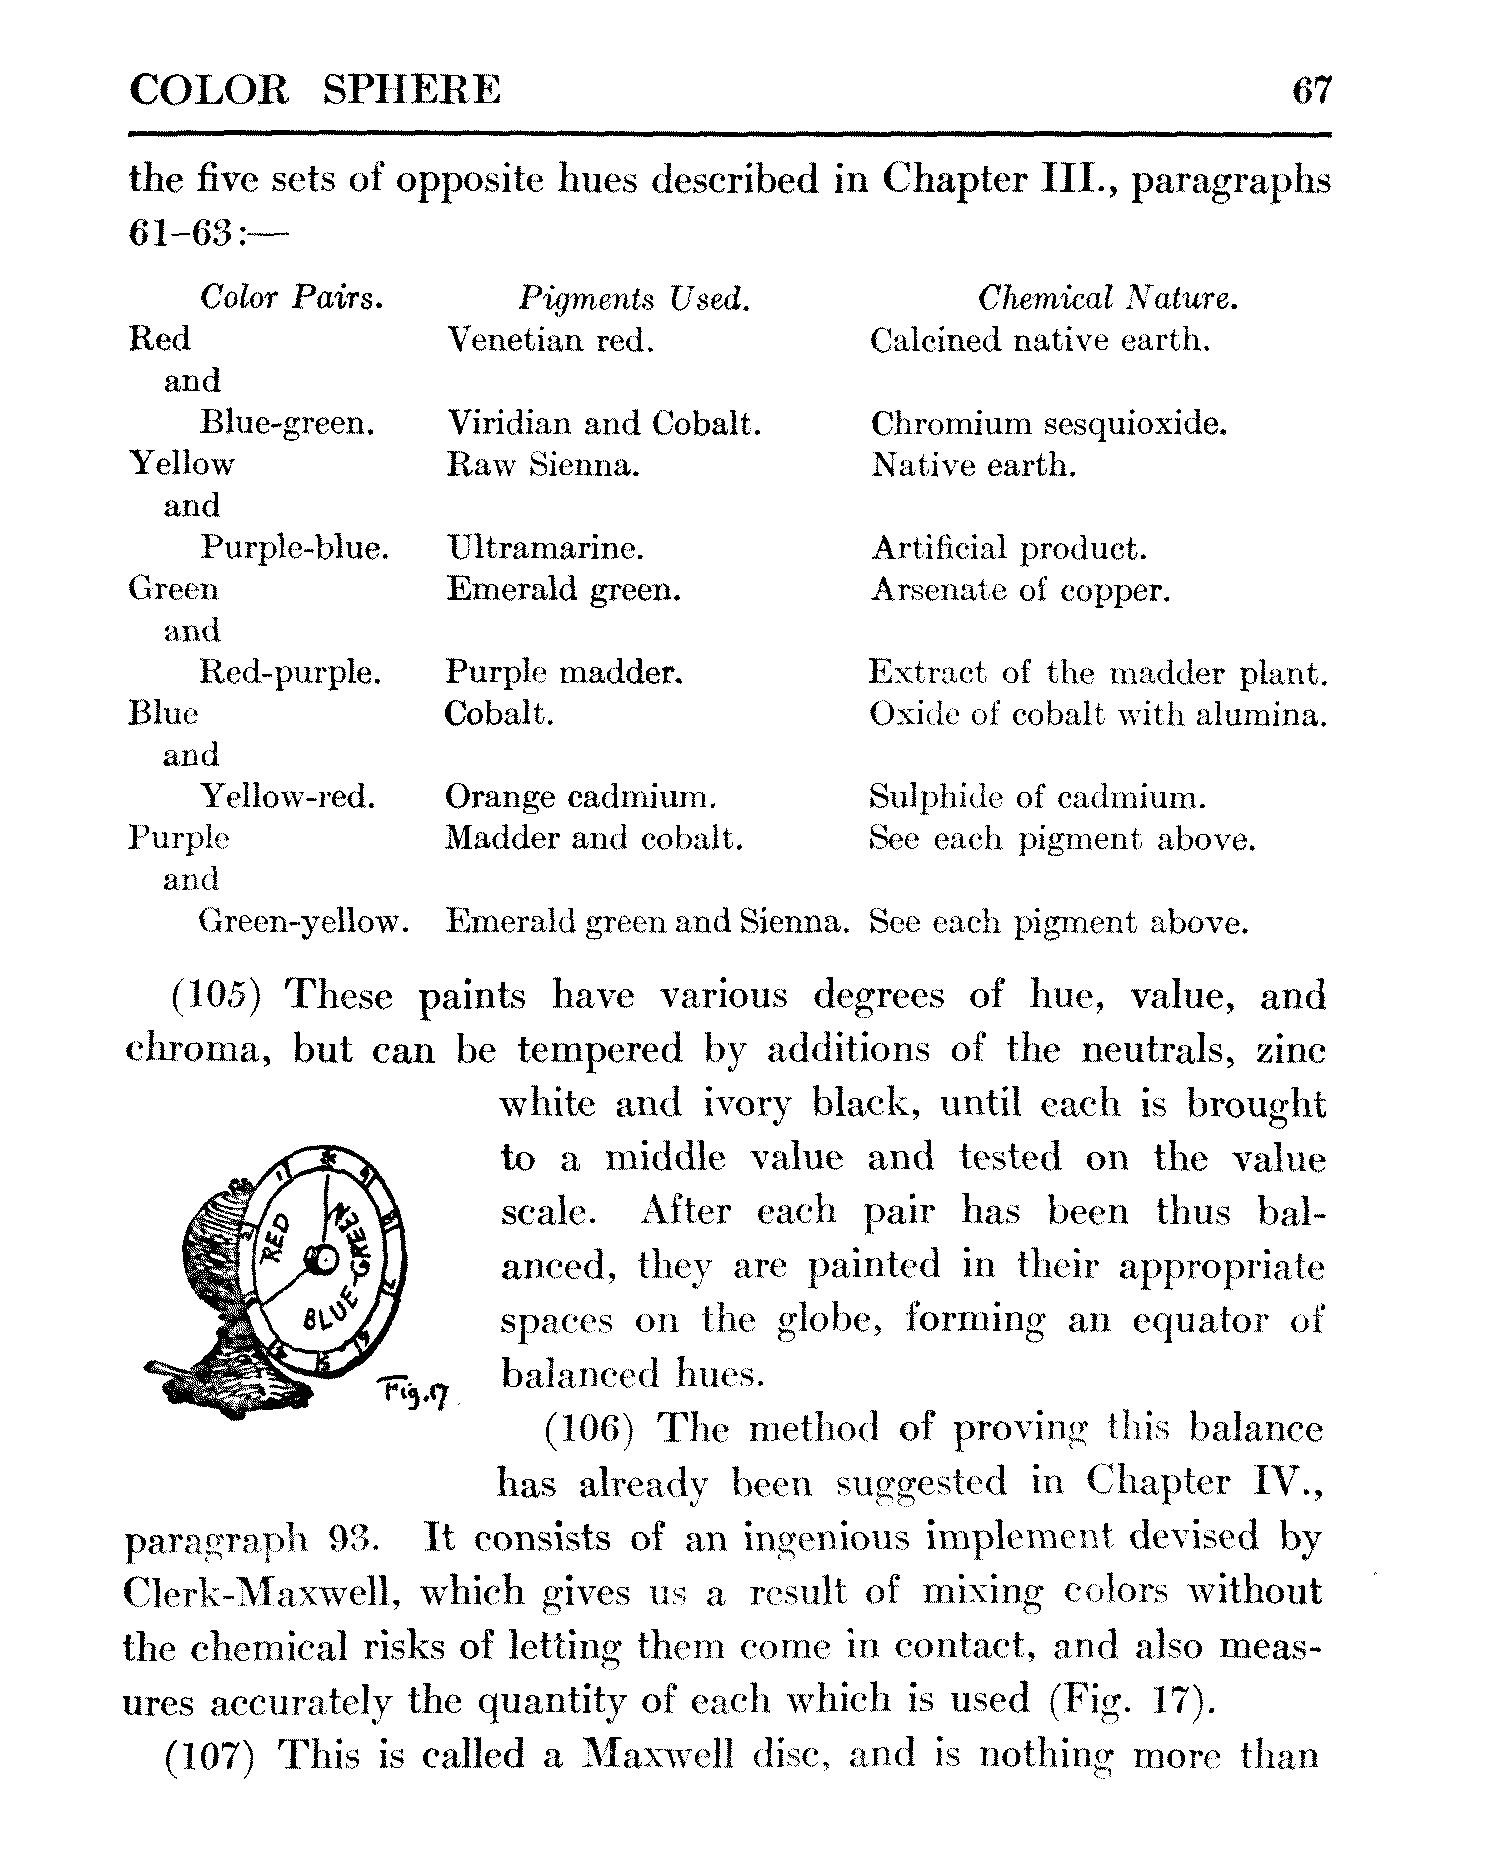 COLOR SPHERE 67
the five sets of opposite hues described in Chapter III., paragraphs
61–63:—
Color Pairs. Pigments Used. Chemical Nature.
Red Venetian red. Calcined native earth.
and
Blue-green. Viridian and Cobalt. Chromium sesquioxide.
Yellow Raw Sienna. Native earth.
and
Purple-blue. Ultramarine. Artificial product.
Green Emerald green. Arsenate of copper.
and
Red-purple. Purple madder. Extract of the madder plant.
Blue Cobalt. Oxide of cobalt with alumina.
and
Yellow-red. Orange cadmium. Sulphide of cadmium.
Purple Madder and cobalt. See each pigment above.
and
Green-yellow. Emerald green and Sienna. See each pigment above.
(105) These paints have various degrees of hue, value, and
chroma, but can be tempered by additions of the neutrals, zinc
white and ivory black, until each is brought
to a middle value and tested on the value
scale. After each pair has been thus bal-
anced, they are painted in their appropriate
spaces on the globe, forming an equator of
balanced hues.
RED
BLUE-GREEN
Fig. 17
(106) The method of proving this balance
has already been suggested in Chapter IV.,
paragraph 93. It consists of an ingenious implement devised by
Clerk-Maxwell, which gives us a result of mixing colors without
the chemical risks of letting them come in contact, and also meas-
ures accurately the quantity of each which is used (Fig. 17).
(107) This is called a Maxwell disc, and is nothing more than